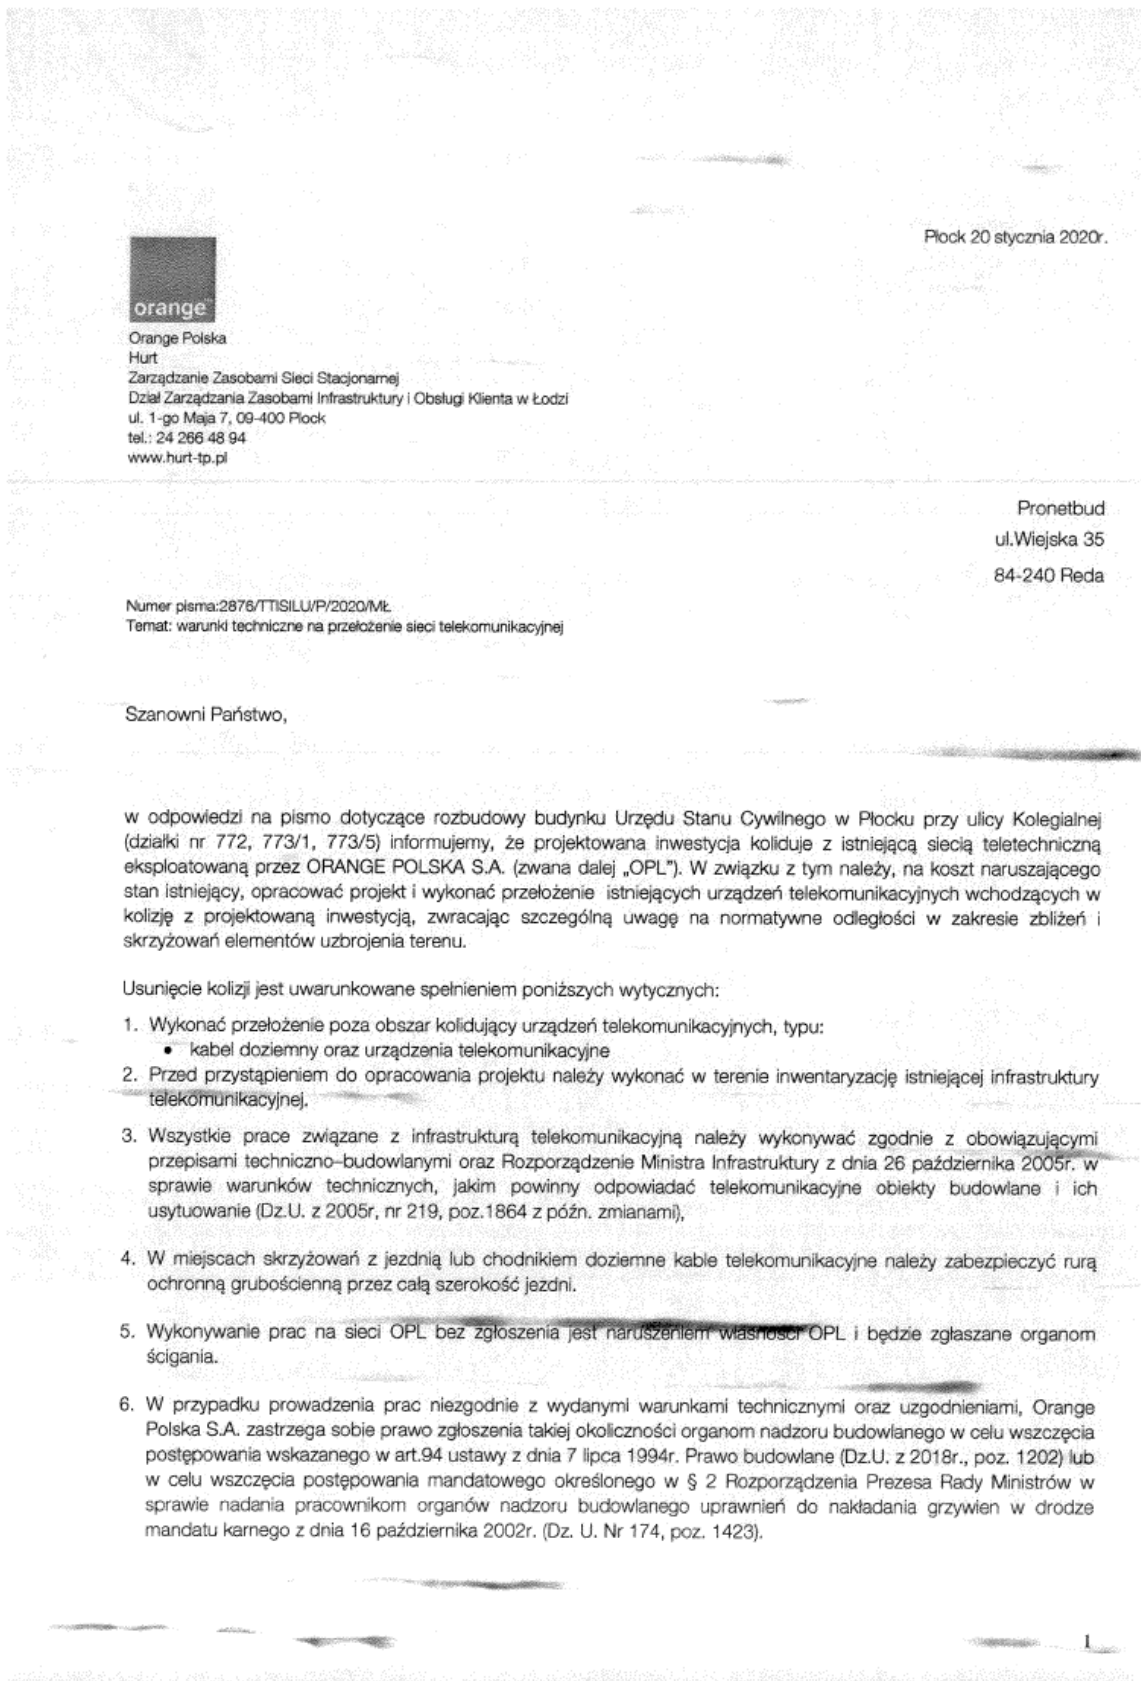 Płock 20 stycznia 2020r.
orange
Orange Polska
Hurt
Zarządzanie Zasobami Sieci Stacjonarnej
Dział Zarządzania Zasobami Infrastruktury i Obsługi Klienta w Łodzi
ul. 1-go Maja 7, 09-400 Płock
tel.: 24 266 48 94
www.hurt-tp.pl
Pronetbud
ul.Wiejska 35
84-240 Reda
Numer pisma:2876/TTISILU/P/2020/MŁ
Temat: warunki techniczne na przełożenie sieci telekomunikacyjnej
Szanowni Państwo,
w odpowiedzi na pismo dotyczące rozbudowy budynku Urzędu Stanu Cywilnego w Płocku przy ulicy Kolegialnej
(działki nr 772, 773/1, 773/5) informujemy, że projektowana inwestycja koliduje z istniejącą siecią teletechniczną
eksploatowaną przez ORANGE POLSKA S.A. (zwana dalej „OPL"). W związku z tym należy, na koszt naruszającego
stan istniejący, opracować projekt i wykonać przełożenie istniejących urządzeń telekomunikacyjnych wchodzących w
kolizję z projektowaną inwestycją, zwracając szczególną uwagę na normatywne odległości w zakresie zbliżeń i
skrzyżowań elementów uzbrojenia terenu.
Usunięcie kolizji jest uwarunkowane spełnieniem poniższych wytycznych:
1. Wykonać przełożenie poza obszar kolidujący urządzeń telekomunikacyjnych, typu:
• kabel doziemny oraz urządzenia telekomunikacyjne
2. Przed przystąpieniem do opracowania projektu należy wykonać w terenie inwentaryzację istniejącej infrastruktury
telekomunikacyjnej.
3. Wszystkie prace związane z infrastrukturą telekomunikacyjną należy wykonywać zgodnie z obowiązującymi
przepisami techniczno-budowlanymi oraz Rozporządzenie Ministra Infrastruktury z dnia 26 października 2005r. w
sprawie warunków technicznych, jakim powinny odpowiadać telekomunikacyjne obiekty budowlane i ich
usytuowanie (Dz.U. z 2005r, nr 219, poz.1864 z późn. zmianami),
4. W miejscach skrzyżowań z jezdnią lub chodnikiem doziemne kable telekomunikacyjne należy zabezpieczyć rurą
ochronną grubościenną przez całą szerokość jezdni.
5. Wykonywanie prac na sieci OPL bez zgłoszenia jest naruszeniem własności OPL i będzie zgłaszane organom
ścigania.
6. W przypadku prowadzenia prac niezgodnie z wydanymi warunkami technicznymi oraz uzgodnieniami, Orange
Polska S.A. zastrzega sobie prawo zgłoszenia takiej okoliczności organom nadzoru budowlanego w celu wszczęcia
postępowania wskazanego w art.94 ustawy z dnia 7 lipca 1994r. Prawo budowlane (Dz.U. z 2018r., poz. 1202) lub
w celu wszczęcia postępowania mandatowego określonego w § 2 Rozporządzenia Prezesa Rady Ministrów w
sprawie nadania pracownikom organów nadzoru budowlanego uprawnień do nakładania grzywien w drodze
mandatu karnego z dnia 16 października 2002r. (Dz. U. Nr 174, poz. 1423).
1